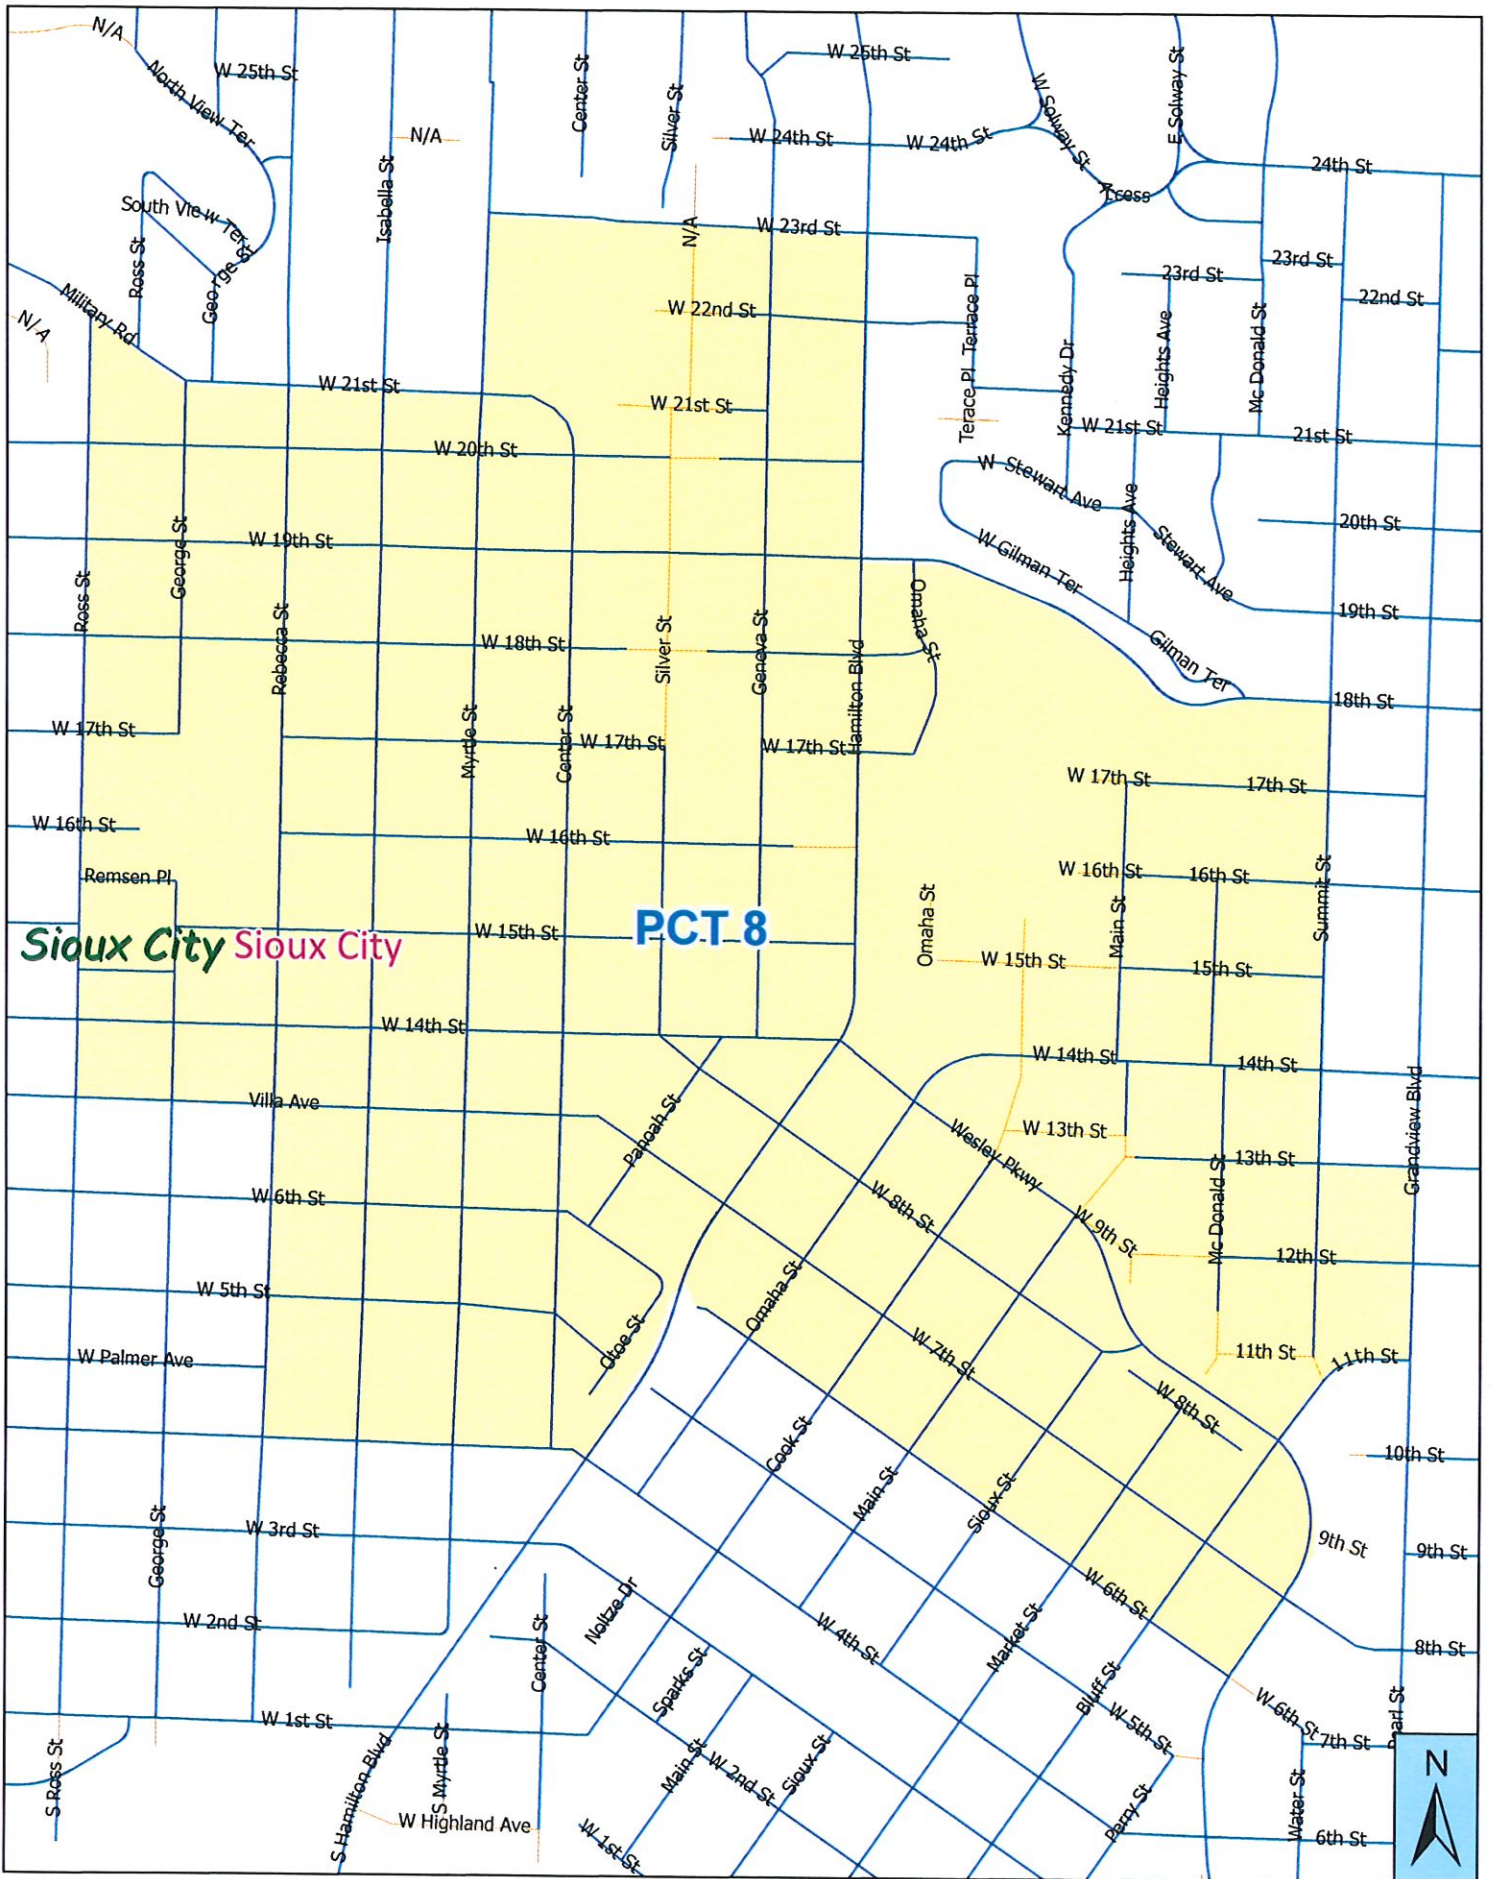 N/A
W 25th St
North View Ter
Center St
Silver St
W 25th St
W 24th St
W 24th St
W Solway St
E Solway St
24th St
N/A
Isabella St
South View Ter
Ross St
George St
Military Rd
N/A
N/A
W 23rd St
23rd St
23rd St
22nd St
W 22nd St
Terrace Pl
Terace Pl
Kennedy Dr
Heights Ave
Mc Donald St
W 21st St
W 21st St
W 21st St
21st St
W 20th St
W Stewart Ave
20th St
W 19th St
George St
Ross St
W Gilman Ter
Heights Ave
Stewart Ave
Omaha St
19th St
Rebecca St
W 18th St
Silver St
Geneva St
Hamilton Blvd
Gilman Ter
18th St
W 17th St
Myrtle St
Center St
W 17th St
W 17th St
W 17th St
17th St
W 16th St
W 16th St
W 16th St
16th St
Remsen Pl
Summit St
Omaha St
Main St
Sioux City
Sioux City
W 15th St
PCT 8
W 15th St
15th St
W 14th St
W 14th St
14th St
Villa Ave
Panoah St
Wesley Pkwy
W 13th St
13th St
Grandview Blvd
W 6th St
W 8th St
W 9th St
Mc Donald St
12th St
W 5th St
Omaha St
Otoe St
W Palmer Ave
W 7th St
11th St
11th St
W 8th St
Cook St
10th St
Main St
Sioux St
George St
W 3rd St
9th St
9th St
W 2nd St
Noltze Dr
Center St
W 6th St
W 4th St
Market St
8th St
Sparks St
Bluff St
W 5th St
W 6th St
7th St
W 1st St
S Ross St
S Hamilton Blvd
S Myrtle St
Main St
W 2nd St
Sioux St
W Highland Ave
W 1st St
Perry St
Water St
6th St
N